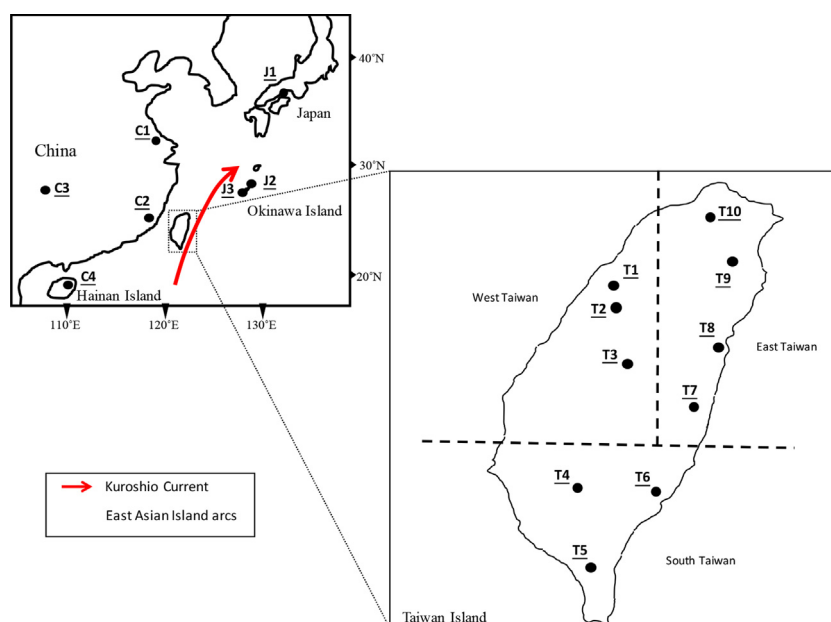 40°N
J1
Japan
C1
China
30°N
C3
J3
J2
C2
Okinawa Island
C4
20°N
Hainan Island
110°E
120°E
130°E
T10
T9
T1
West Taiwan
T2
T8
East Taiwan
T3
T7
T4
T6
T5
South Taiwan
Taiwan Island
Kuroshio Current
East Asian Island arcs